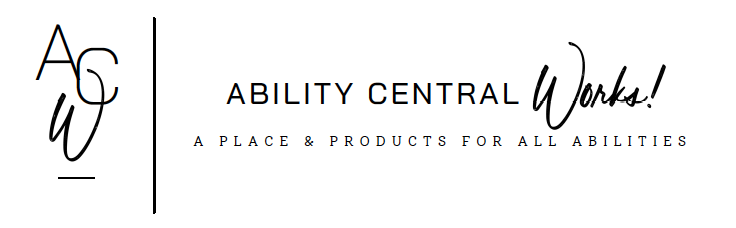 ACW
ABILITY CENTRAL Works!
A PLACE & PRODUCTS FOR ALL ABILITIES